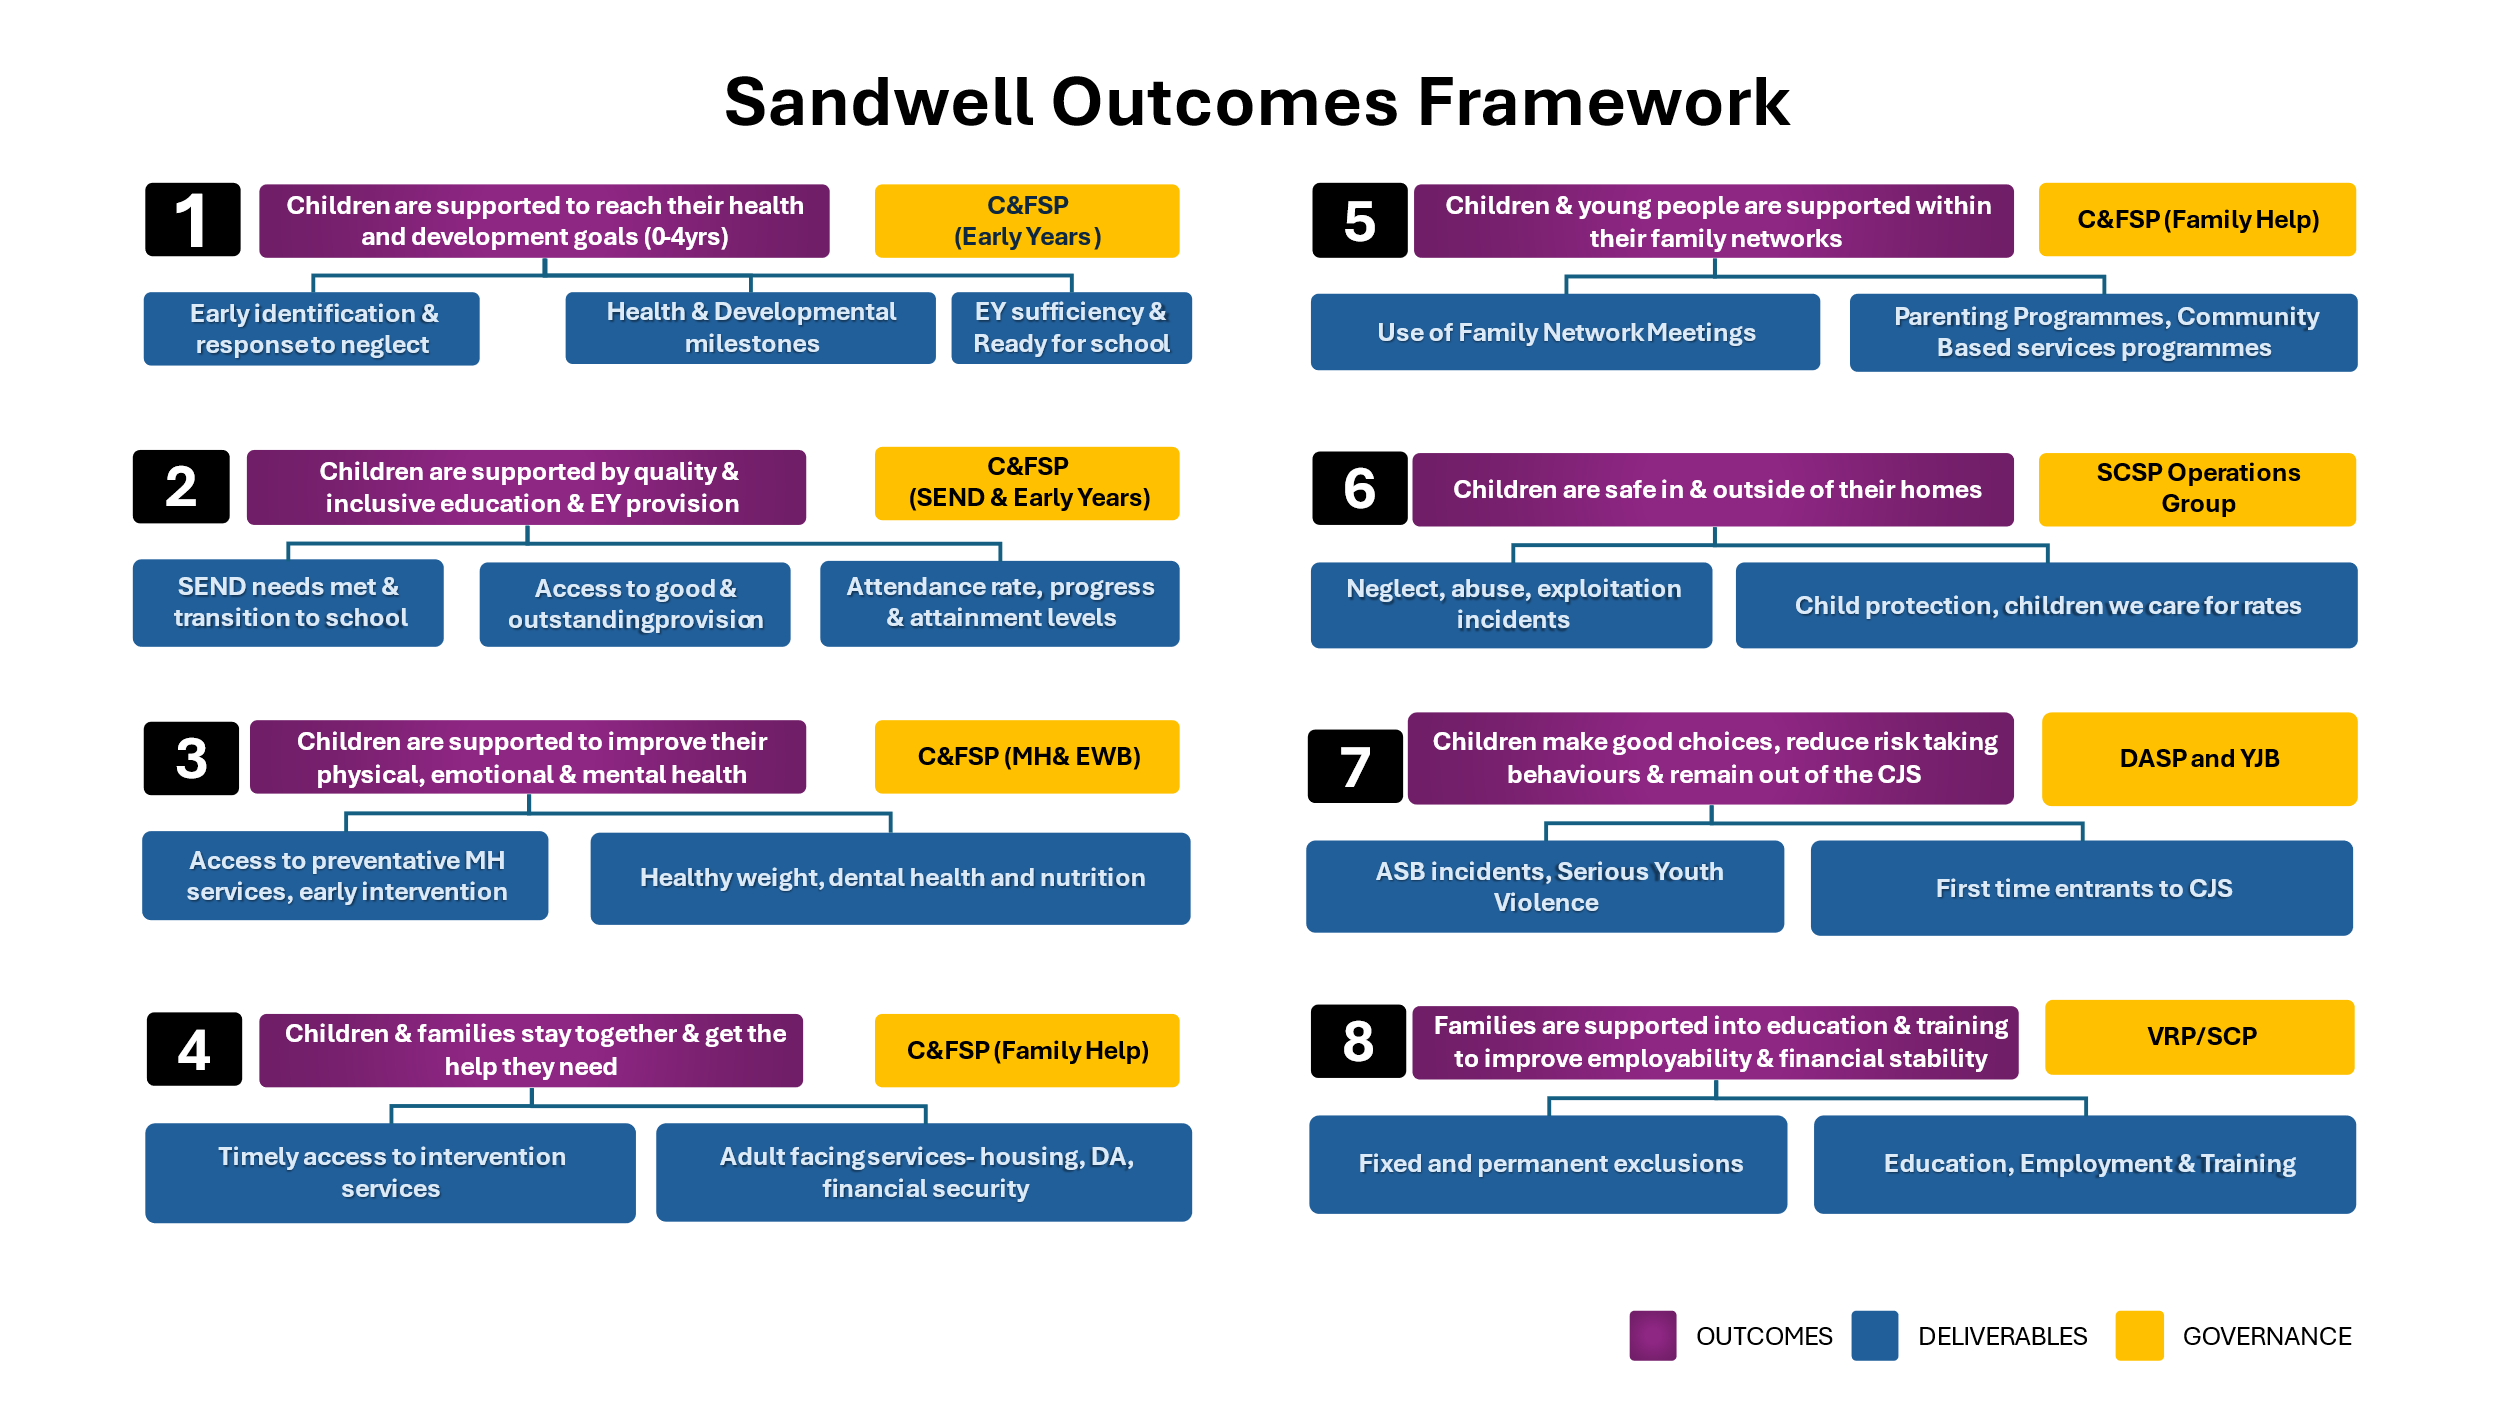 Sandwell Outcomes Framework
1
Children are supported to reach their health
and development goals (0-4yrs)
C&FSP
(Early Years)
Early identification &
response to neglect
Health & Developmental
milestones
EY sufficiency &
Ready for school
2
Children are supported by quality &
inclusive education & EY provision
C&FSP
(SEND & Early Years)
SEND needs met &
transition to school
Access to good &
outstanding provision
Attendance rate, progress
& attainment levels
3
Children are supported to improve their
physical, emotional & mental health
C&FSP (MH& EWB)
Access to preventative MH
services, early intervention
Healthy weight, dental health and nutrition
4
Children & families stay together & get the
help they need
C&FSP (Family Help)
Timely access to intervention
services
Adult facing services- housing, DA,
financial security
5
Children & young people are supported within
their family networks
C&FSP (Family Help)
Use of Family Network Meetings
Parenting Programmes, Community
Based services programmes
6
Children are safe in & outside of their homes
SCSP Operations
Group
Neglect, abuse, exploitation
incidents
Child protection, children we care for rates
7
Children make good choices, reduce risk taking
behaviours & remain out of the CJS
DASP and YJB
ASB incidents, Serious Youth
Violence
First time entrants to CJS
8
Families are supported into education & training
to improve employability & financial stability
VRP/SCP
Fixed and permanent exclusions
Education, Employment & Training
OUTCOMES
DELIVERABLES
GOVERNANCE